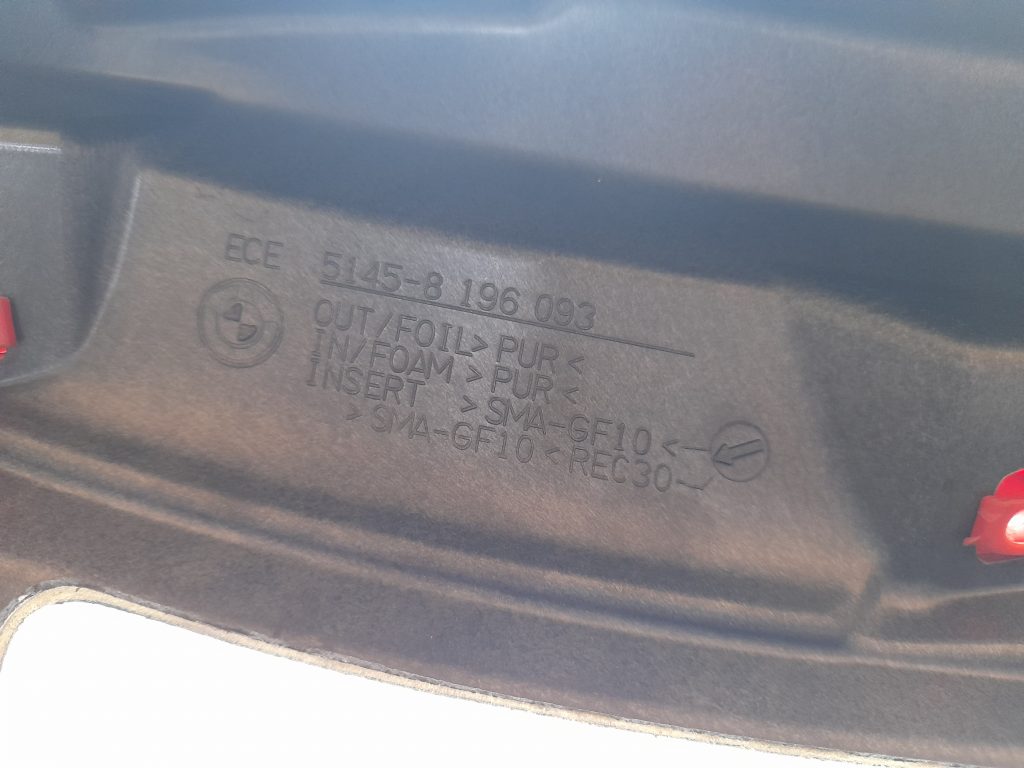 ECE 5145-8 196 093
OUT/FOIL >PUR<
IN/FOAM >PUR<
INSERT >SMA-GF10<
>SMA-GF10<REC30